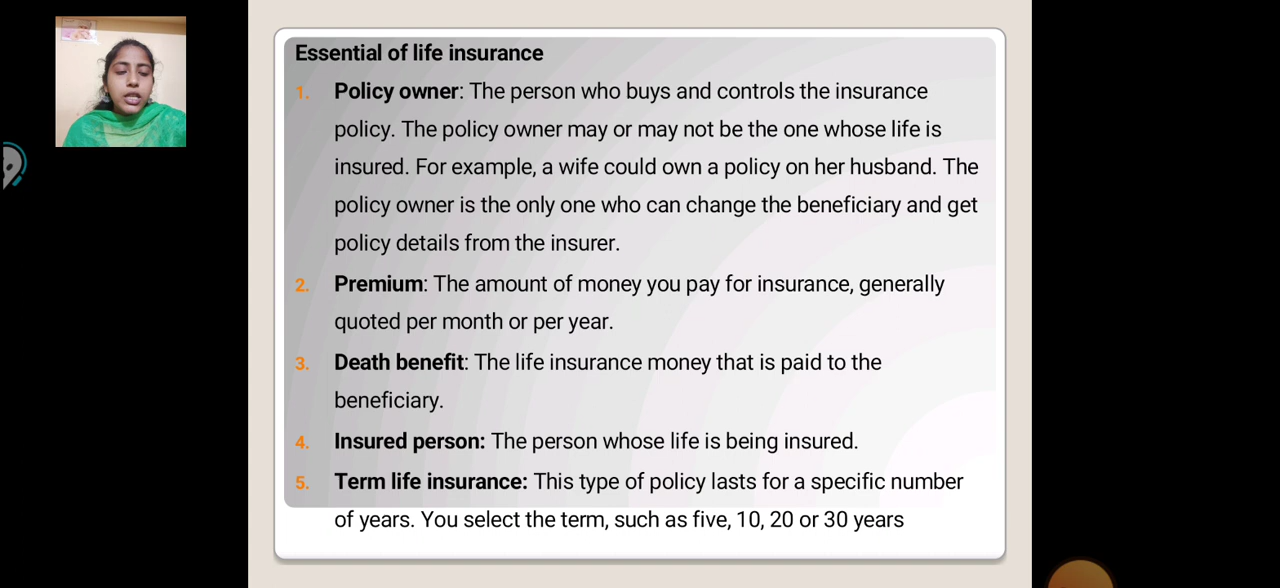 Essential of life insurance
1. Policy owner: The person who buys and controls the insurance
policy. The policy owner may or may not be the one whose life is
insured. For example, a wife could own a policy on her husband. The
policy owner is the only one who can change the beneficiary and get
policy details from the insurer.
2. Premium: The amount of money you pay for insurance, generally
quoted per month or per year.
3. Death benefit: The life insurance money that is paid to the
beneficiary.
4. Insured person: The person whose life is being insured.
5. Term life insurance: This type of policy lasts for a specific number
of years. You select the term, such as five, 10, 20 or 30 years